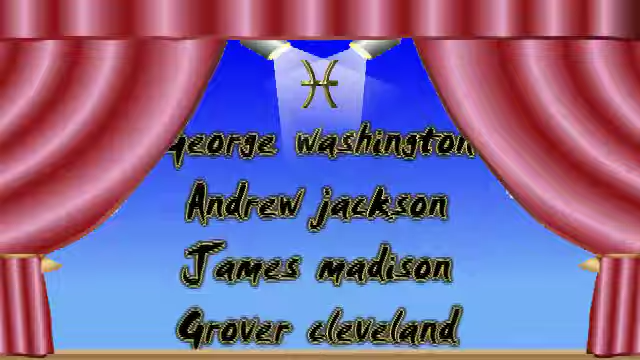 ♓
George washington
Andrew jackson
James madison
Grover cleveland